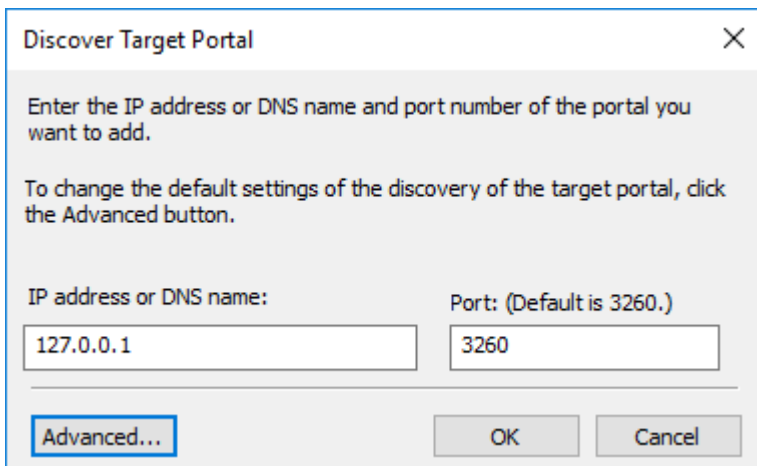 Discover Target Portal
Enter the IP address or DNS name and port number of the portal you
want to add.
To change the default settings of the discovery of the target portal, click
the Advanced button.
IP address or DNS name:
Port: (Default is 3260.)
127.0.0.1
3260
Advanced...
OK
Cancel